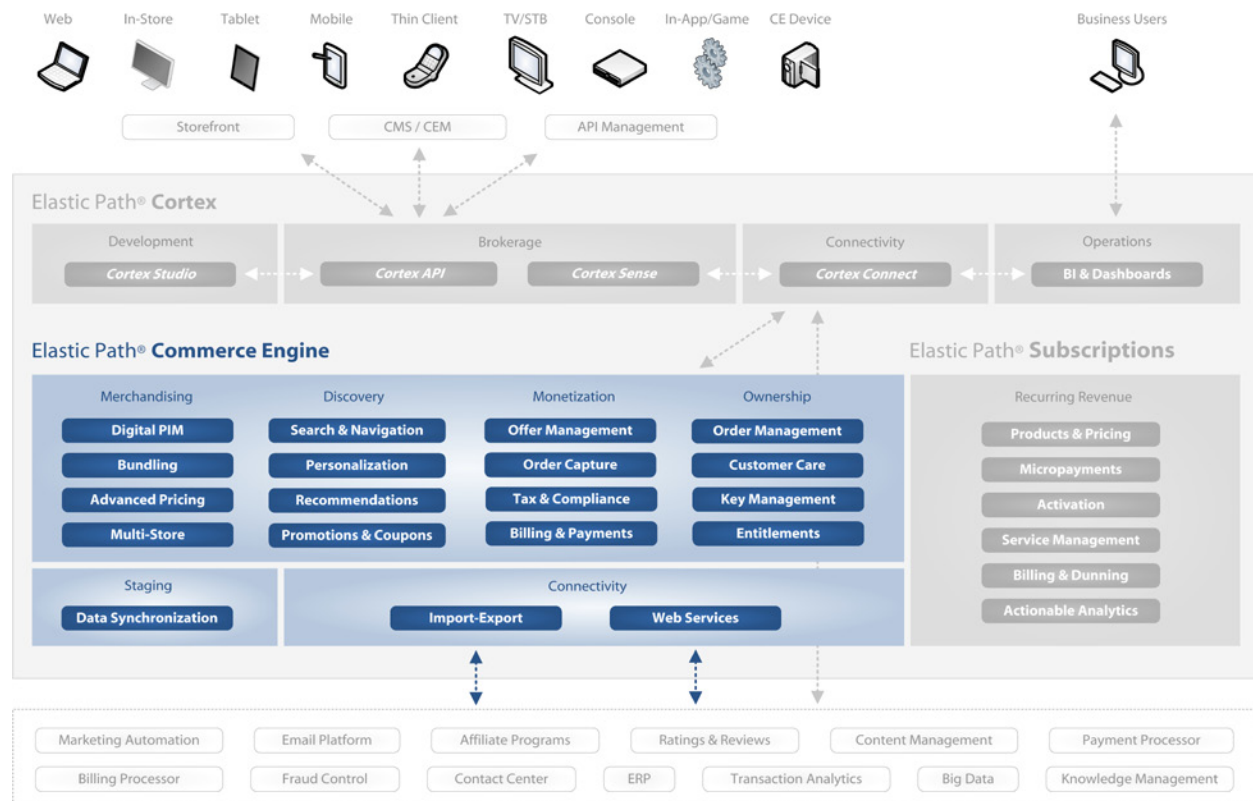 Web In-Store Tablet Mobile Thin Client TV/STB Console In-App/Game CE Device Business Users
Storefront CMS / CEM API Management
Elastic Path® Cortex
Development Brokerage Connectivity Operations
Cortex Studio Cortex API Cortex Sense Cortex Connect BI & Dashboards
Elastic Path® Commerce Engine Elastic Path® Subscriptions
Merchandising Discovery Monetization Ownership Recurring Revenue
Digital PIM Search & Navigation Offer Management Order Management Products & Pricing
Bundling Personalization Order Capture Customer Care Micropayments
Advanced Pricing Recommendations Tax & Compliance Key Management Activation
Multi-Store Promotions & Coupons Billing & Payments Entitlements Service Management
Staging Connectivity Billing & Dunning
Data Synchronization Import-Export Web Services Actionable Analytics
Marketing Automation Email Platform Affiliate Programs Ratings & Reviews Content Management Payment Processor
Billing Processor Fraud Control Contact Center ERP Transaction Analytics Big Data Knowledge Management